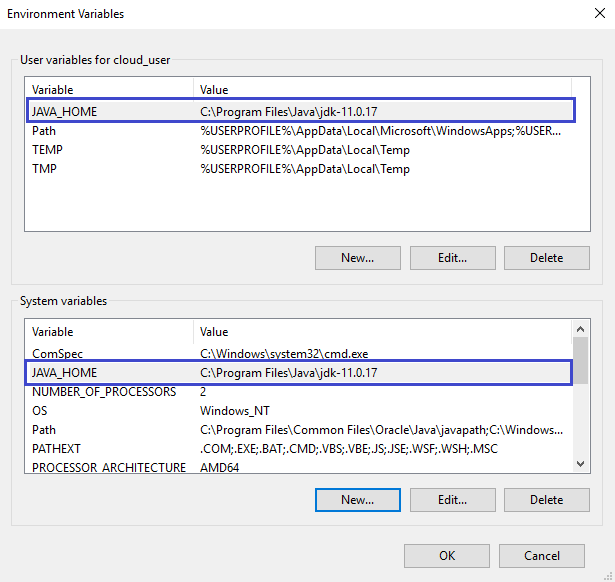 Environment Variables
User variables for cloud_user
Variable Value
JAVA_HOME C:\Program Files\Java\jdk-11.0.17
Path %USERPROFILE%\AppData\Local\Microsoft\WindowsApps;%USER...
TEMP %USERPROFILE%\AppData\Local\Temp
TMP %USERPROFILE%\AppData\Local\Temp
New... Edit... Delete
System variables
Variable Value
ComSpec C:\Windows\system32\cmd.exe
JAVA_HOME C:\Program Files\Java\jdk-11.0.17
NUMBER_OF_PROCESSORS 2
OS Windows_NT
Path C:\Program Files\Common Files\Oracle\Java\javapath;C:\Windows...
PATHEXT .COM;.EXE;.BAT;.CMD;.VBS;.VBE;.JS;.JSE;.WSF;.WSH;.MSC
PROCESSOR_ARCHITECTURE AMD64
New... Edit... Delete
OK Cancel